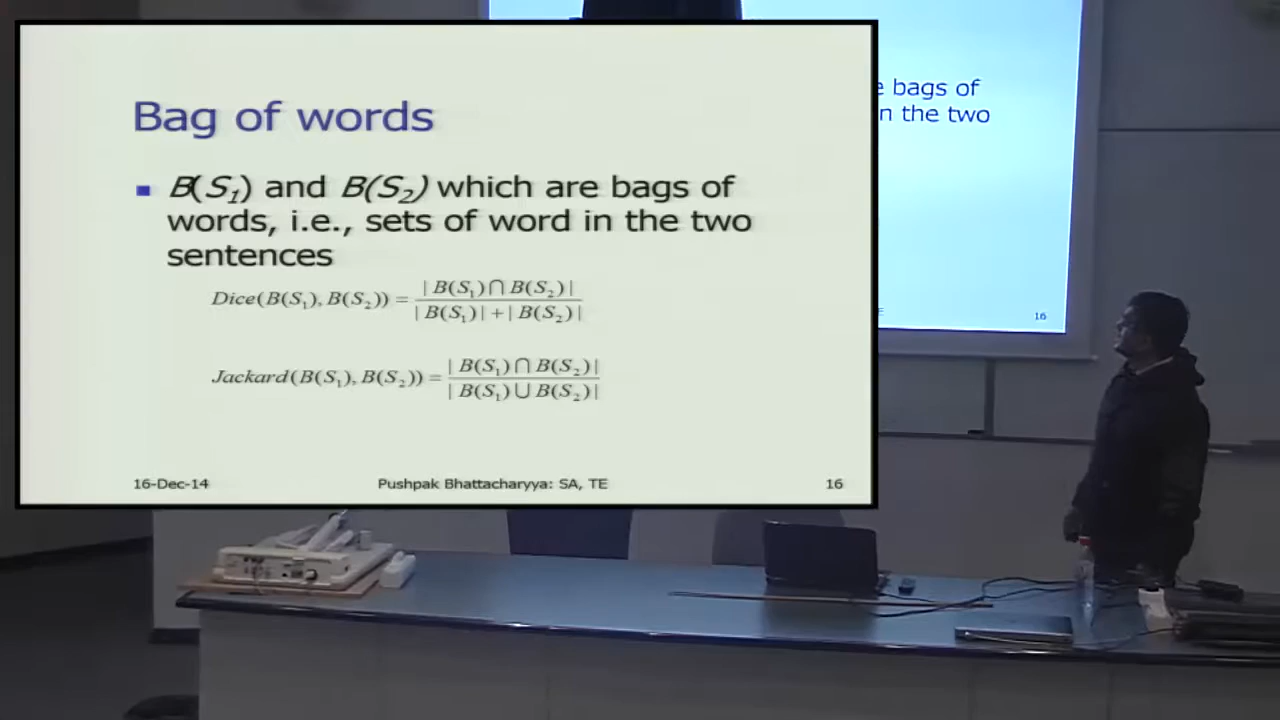 Bag of words
B(S₁) and B(S₂) which are bags of
words, i.e., sets of word in the two
sentences
Dice(B(S₁), B(S₂)) = | B(S₁) ⋂ B(S₂) | / | B(S₁) | + | B(S₂) |
Jackard(B(S₁), B(S₂)) = | B(S₁) ⋂ B(S₂) | / | B(S₁) ⋃ B(S₂) |
16-Dec-14 Pushpak Bhattacharyya: SA, TE 16
bags of
n the two
16